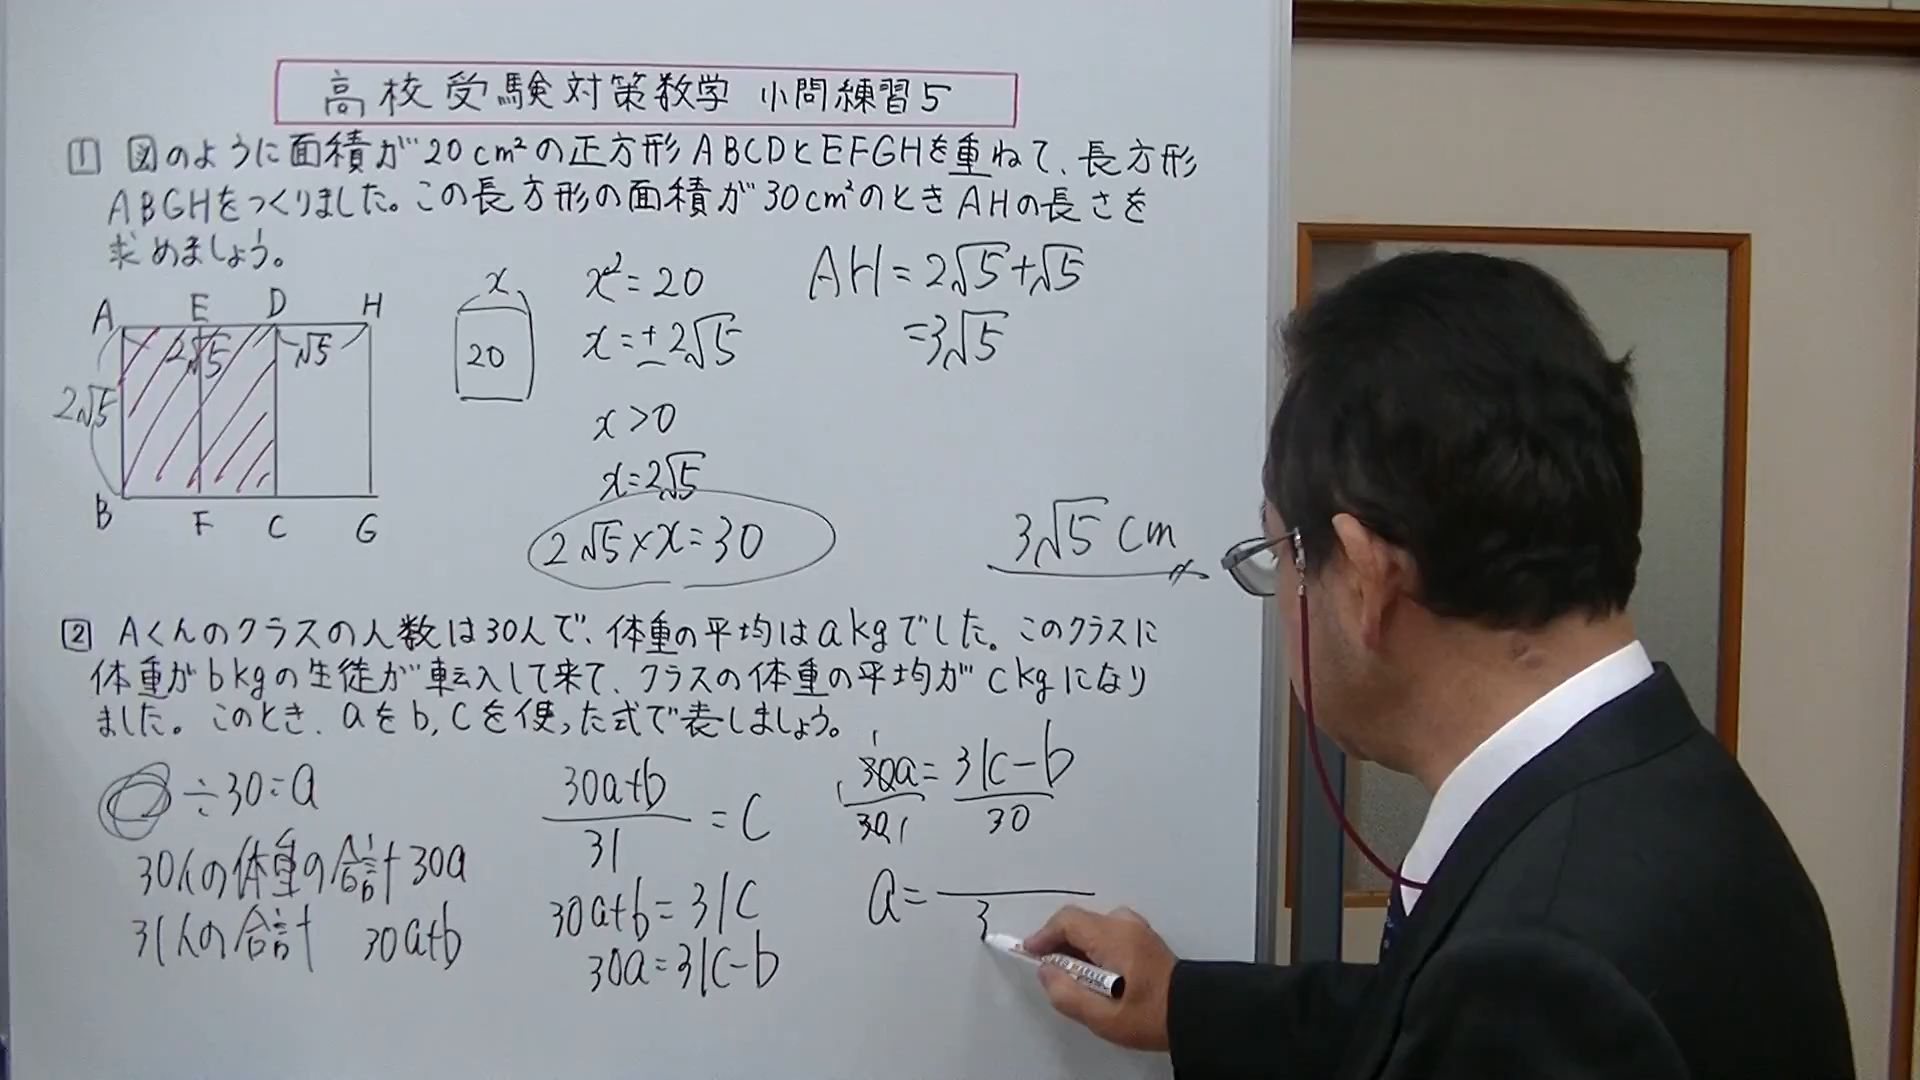 高校受験対策数学 小問練習5
1 図のように面積が20cm²の正方形ABCDとEFGHを重ねて、長方形
ABGHをつくりました。この長方形の面積が30cm²のときAHの長さを
求めましょう。
A E D H
2√5 √5
2√5
B F C G
x
20
x²=20
x=±2√5
x>0
x=2√5
2√5×x=30
AH=2√5+√5
=3√5
3√5cm
2 Aくんのクラスの人数は30人で、体重の平均はakgでした。このクラスに
体重がbkgの生徒が転入して来て、クラスの体重の平均がckgになり
ました。このとき、aをb,cを使った式で表しましょう。
÷30=a
30人の体重の合計30a
31人の合計 30a+b
30a+b
31
=c
30a+b=31c
30a=31c-b
1
30a=31c-b
30 1 30
a=
3